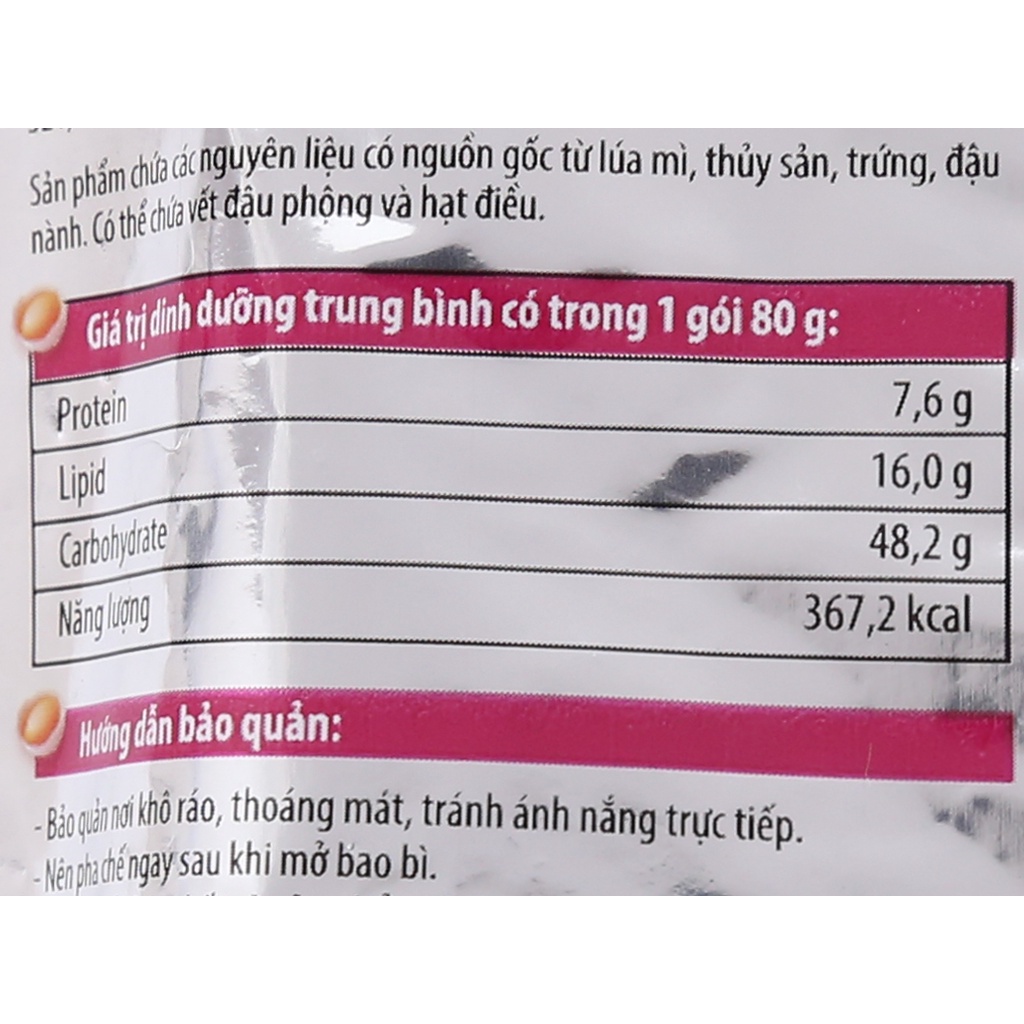 Sản phẩm chứa các nguyên liệu có nguồn gốc từ lúa mì, thủy sản, trứng, đậu
nành. Có thể chứa vết đậu phộng và hạt điều.
Giá trị dinh dưỡng trung bình có trong 1 gói 80 g:
Protein 7,6 g
Lipid 16,0 g
Carbohydrate 48,2 g
Năng lượng 367,2 kcal
Hướng dẫn bảo quản:
- Bảo quản nơi khô ráo, thoáng mát, tránh ánh nắng trực tiếp.
- Nên pha chế ngay sau khi mở bao bì.